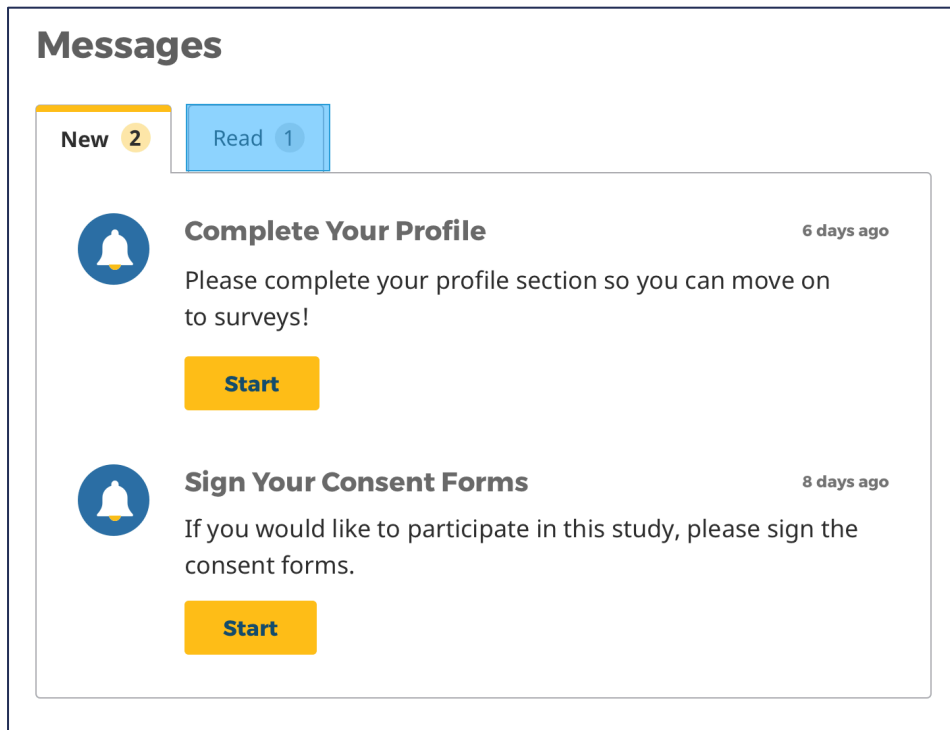 Messages
New 2 Read 1
Complete Your Profile 6 days ago
Please complete your profile section so you can move on
to surveys!
Start
Sign Your Consent Forms 8 days ago
If you would like to participate in this study, please sign the
consent forms.
Start